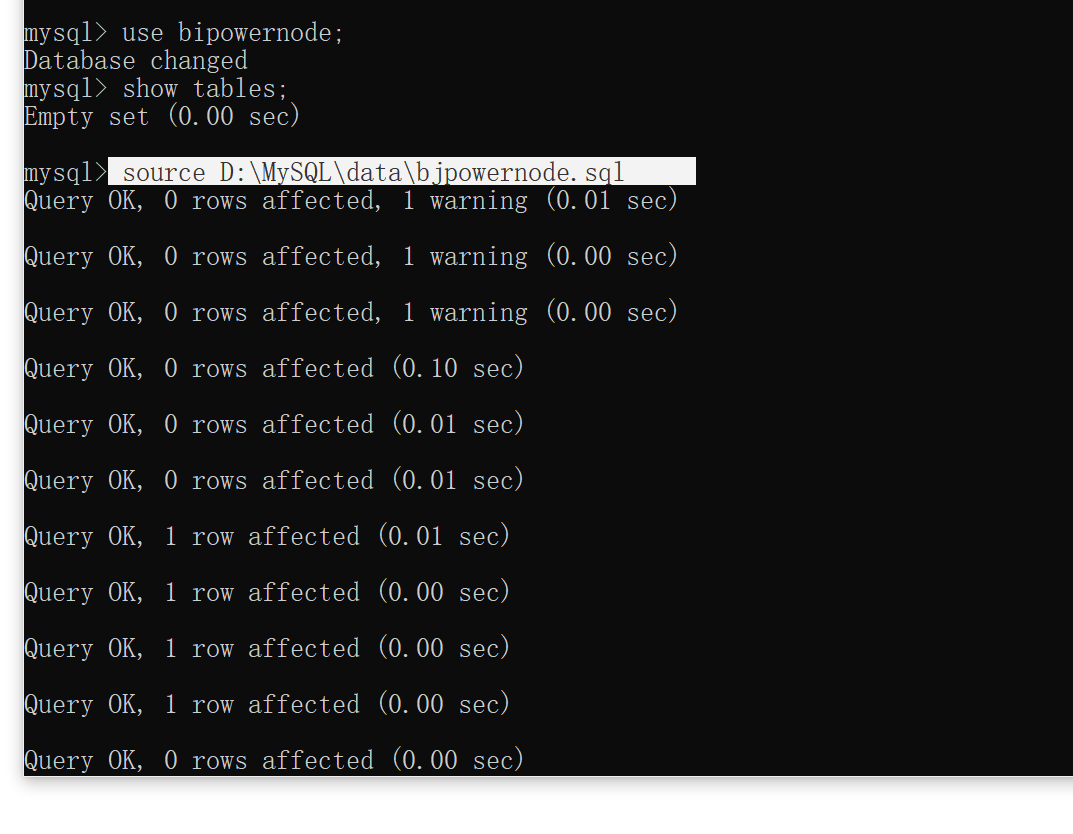 mysql> use bipowernode;
Database changed
mysql> show tables;
Empty set (0.00 sec)
mysql> source D:\MySQL\data\bjpowernode.sql
Query OK, 0 rows affected, 1 warning (0.01 sec)
Query OK, 0 rows affected, 1 warning (0.00 sec)
Query OK, 0 rows affected, 1 warning (0.00 sec)
Query OK, 0 rows affected (0.10 sec)
Query OK, 0 rows affected (0.01 sec)
Query OK, 0 rows affected (0.01 sec)
Query OK, 1 row affected (0.01 sec)
Query OK, 1 row affected (0.00 sec)
Query OK, 1 row affected (0.00 sec)
Query OK, 1 row affected (0.00 sec)
Query OK, 0 rows affected (0.00 sec)